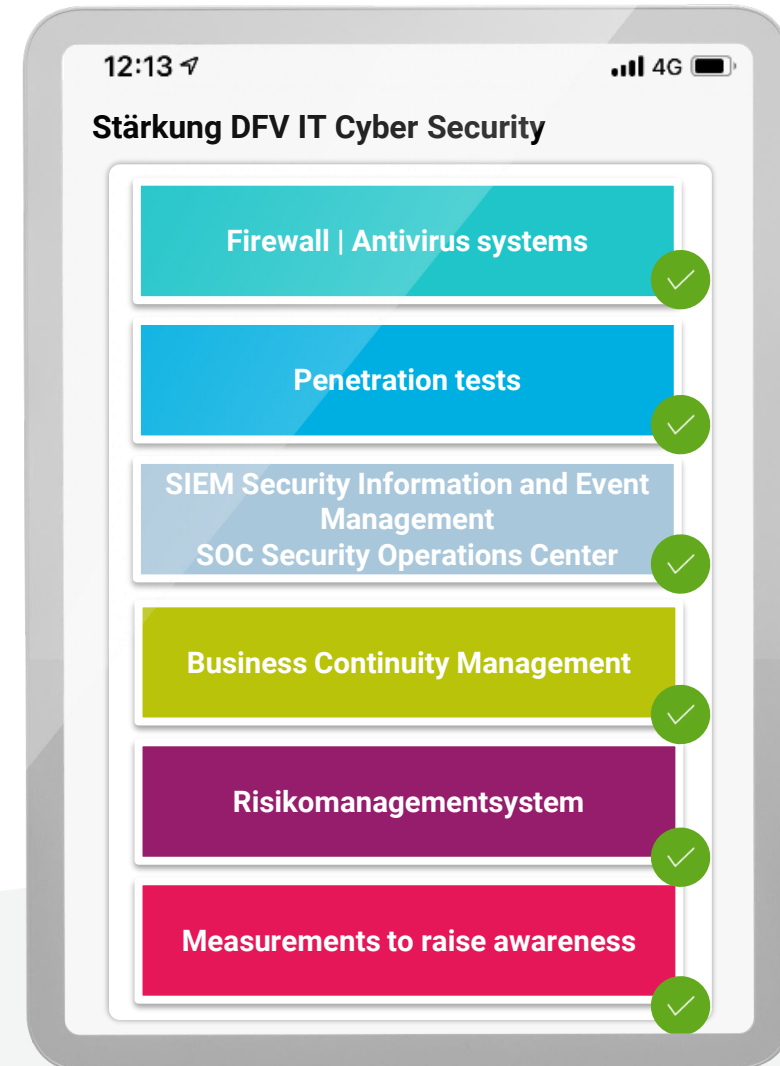 12:13 4G
Stärkung DFV IT Cyber Security
Firewall | Antivirus systems
Penetration tests
SIEM Security Information and Event
Management
SOC Security Operations Center
Business Continuity Management
Risikomanagementsystem
Measurements to raise awareness